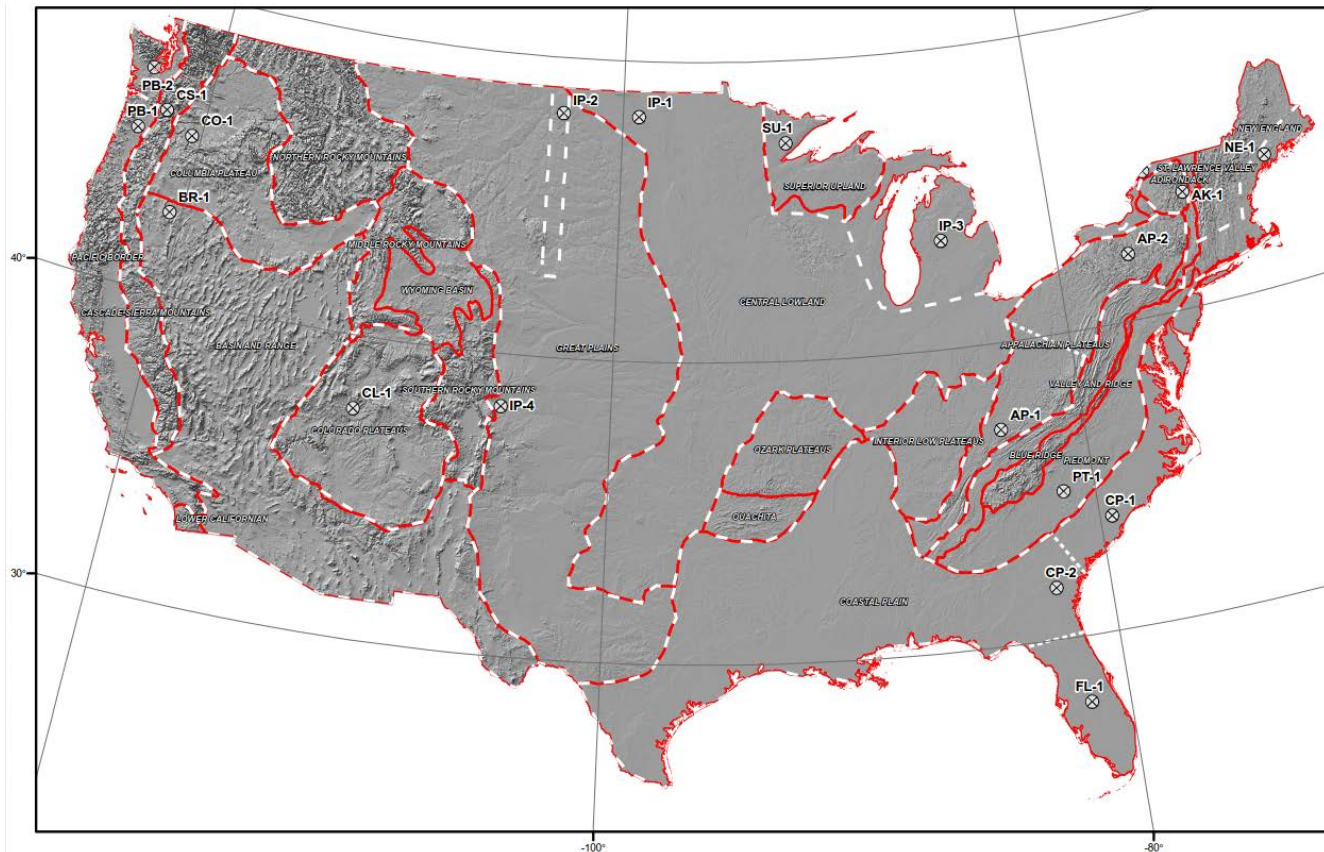 PB-2
CS-1
PB-1
CO-1
IP-2
IP-1
SU-1
NEW ENGLAND
NE-1
ST. LAWRENCE VALLEY
ADIRONDACK
AK-1
NORTHERN ROCKY MOUNTAINS
COLUMBIA PLATEAU
SUPERIOR UPLAND
BR-1
IP-3
AP-2
MIDDLE ROCKY MOUNTAINS
40°
PACIFIC BORDER
WYOMING BASIN
CENTRAL LOWLAND
CASCADE-SIERRA MOUNTAINS
BASIN AND RANGE
GREAT PLAINS
APPALACHIAN PLATEAUS
VALLEY AND RIDGE
SOUTHERN ROCKY MOUNTAINS
CL-1
IP-4
COLORADO PLATEAUS
AP-1
INTERIOR LOW PLATEAUS
OZARK PLATEAUS
BLUE RIDGE
PIEDMONT
PT-1
CP-1
OUACHITA
LOWER CALIFORNIAN
30°
CP-2
COASTAL PLAIN
FL-1
-100°
-80°